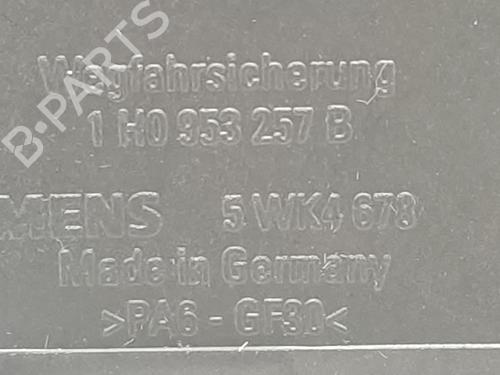 B-PARTS
Wegfahrsicherung
1 H0 953 257 B
MENS 5 WK4 678
Made in Germany
>PA6 - GF30<